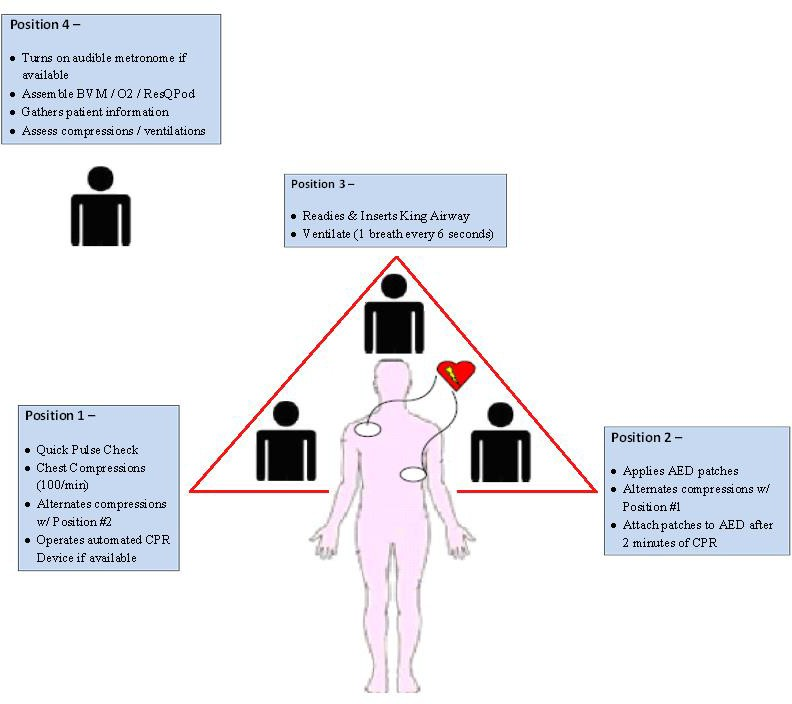 Position 4 –
● Turns on audible metronome if
available
● Assemble BVM / O2 / ResQPod
● Gathers patient information
● Assess compressions / ventilations
Position 3 –
● Readies & Inserts King Airway
● Ventilate (1 breath every 6 seconds)
Position 1 –
● Quick Pulse Check
● Chest Compressions
(100/min)
● Alternates compressions
w/ Position #2
● Operates automated CPR
Device if available
Position 2 –
● Applies AED patches
● Alternates compressions w/
Position #1
● Attach patches to AED after
2 minutes of CPR